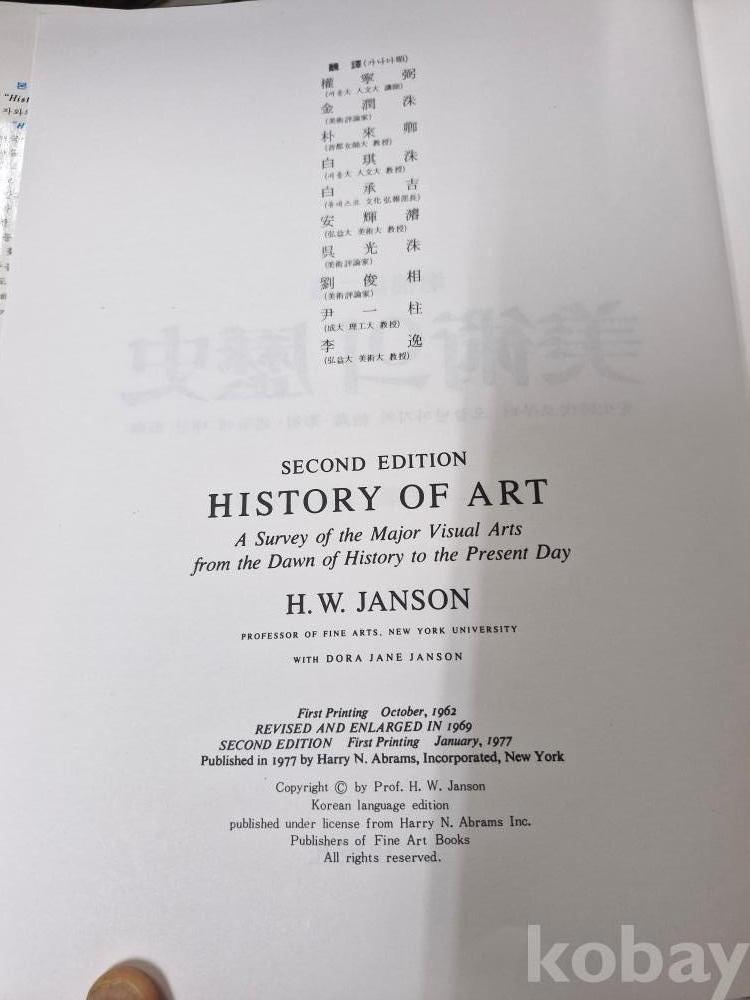 飜 譯(가나다順)
權 寧 弼
(서울大 人文大 講師)
金 潤 洙
(美術評論家)
朴 來 卿
(首都女師大 教授)
白 琪 洙
(서울大 人文大 教授)
白 承 吉
(유네스코 文化弘報部長)
安 輝 濬
(弘益大 美術大 教授)
吳 光 洙
(美術評論家)
劉 俊 相
(美術評論家)
尹 一 柱
(成大 理工大 教授)
李 逸
(弘益大 美術大 教授)
SECOND EDITION
HISTORY OF ART
A Survey of the Major Visual Arts
from the Dawn of History to the Present Day
H. W. JANSON
PROFESSOR OF FINE ARTS, NEW YORK UNIVERSITY
WITH DORA JANE JANSON
First Printing October, 1962
REVISED AND ENLARGED IN 1969
SECOND EDITION First Printing January, 1977
Published in 1977 by Harry N. Abrams, Incorporated, New York
Copyright © by Prof. H. W. Janson
Korean language edition
published under license from Harry N. Abrams Inc.
Publishers of Fine Art Books
All rights reserved.
kobay